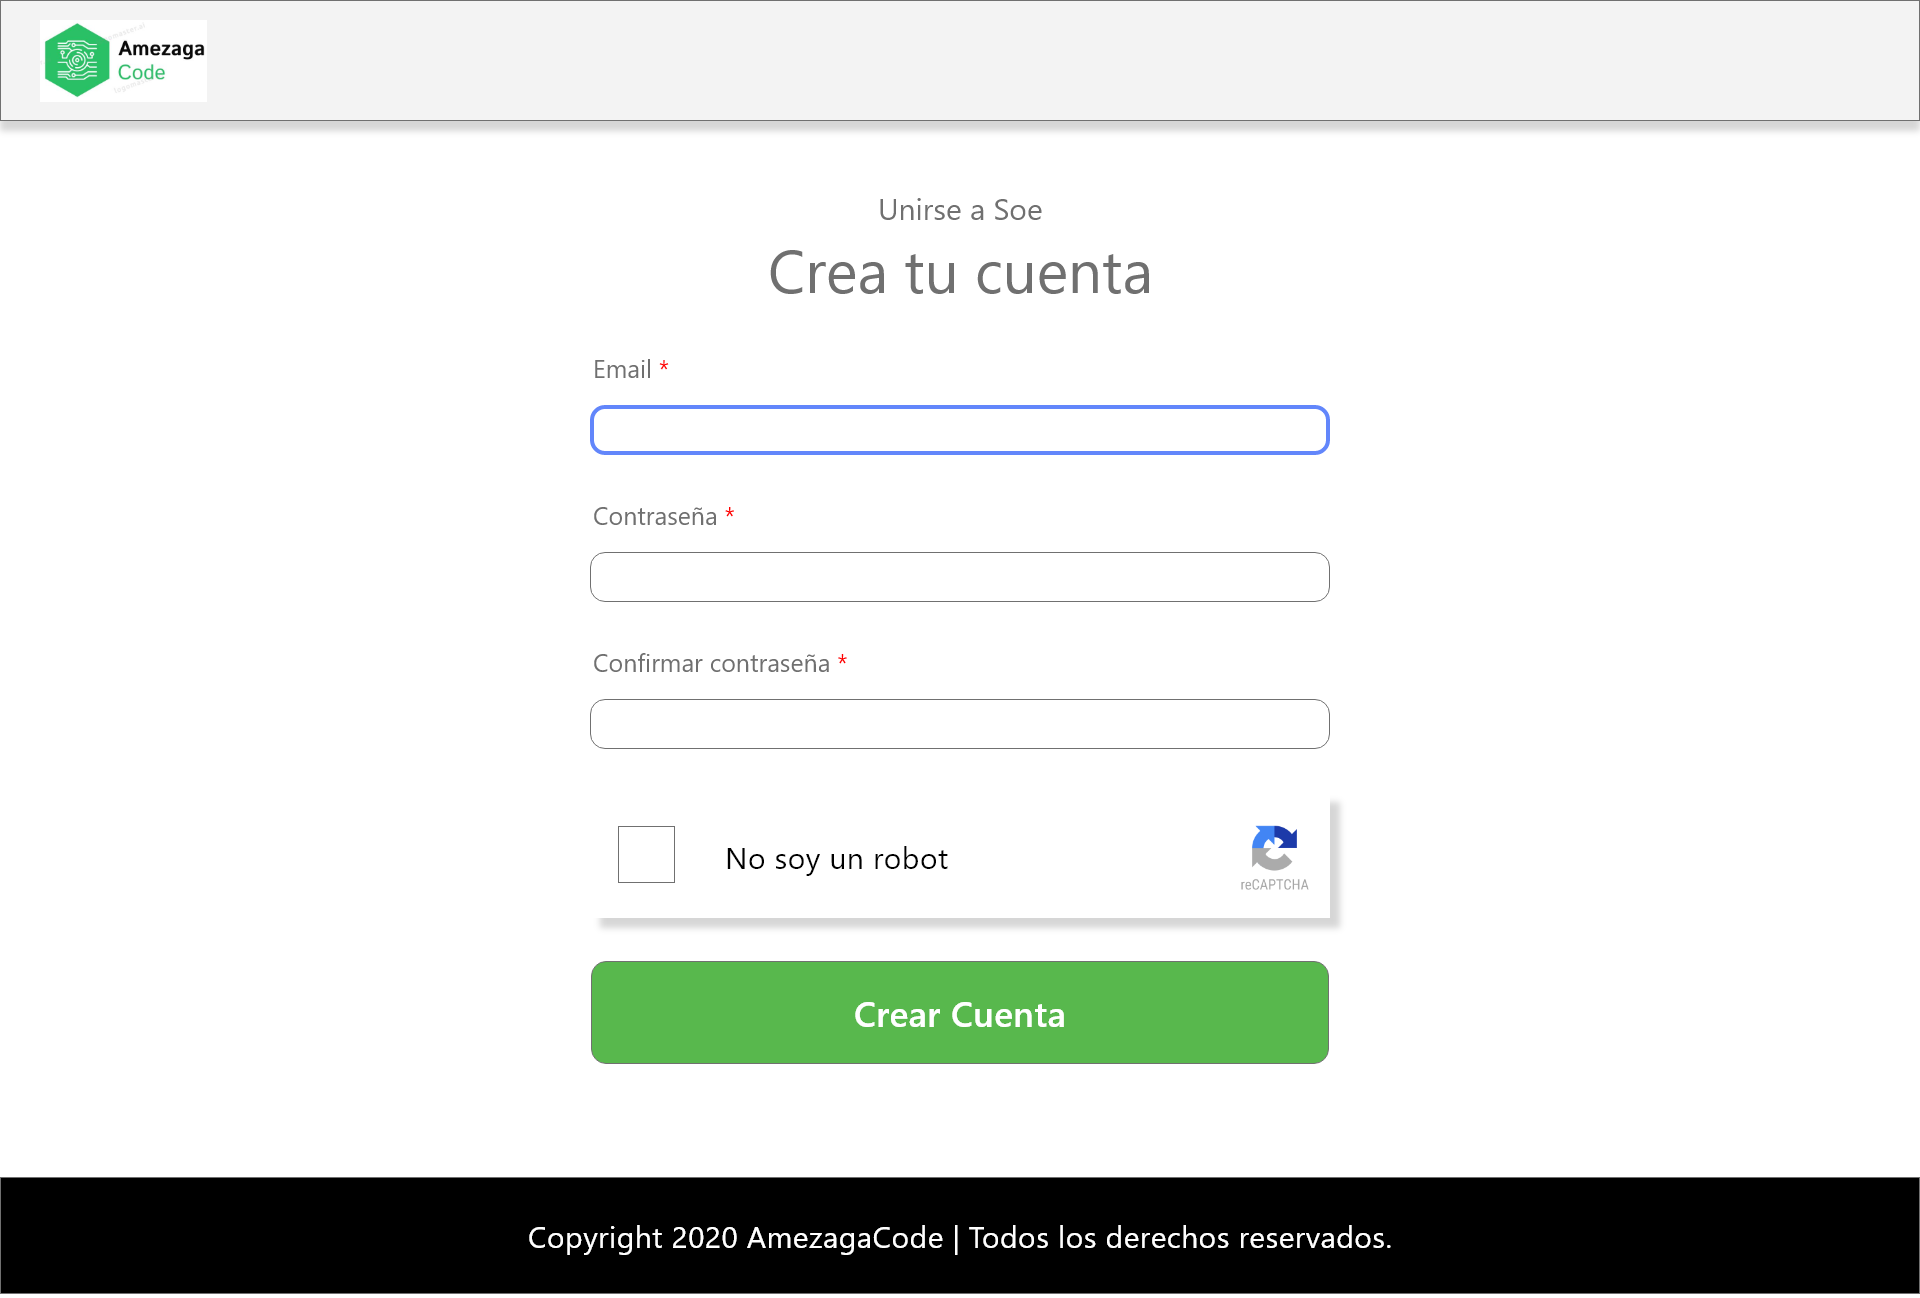 Amezaga
Code
Unirse a Soe
Crea tu cuenta
Email *
Contraseña *
Confirmar contraseña *
No soy un robot
reCAPTCHA
Crear Cuenta
Copyright 2020 AmezagaCode | Todos los derechos reservados.